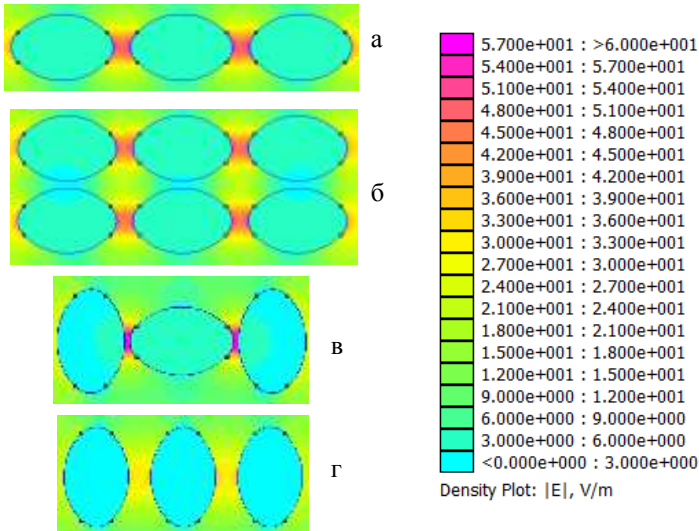 а
б
в
г
5.700e+001 : >6.000e+001
5.400e+001 : 5.700e+001
5.100e+001 : 5.400e+001
4.800e+001 : 5.100e+001
4.500e+001 : 4.800e+001
4.200e+001 : 4.500e+001
3.900e+001 : 4.200e+001
3.600e+001 : 3.900e+001
3.300e+001 : 3.600e+001
3.000e+001 : 3.300e+001
2.700e+001 : 3.000e+001
2.400e+001 : 2.700e+001
2.100e+001 : 2.400e+001
1.800e+001 : 2.100e+001
1.500e+001 : 1.800e+001
1.200e+001 : 1.500e+001
9.000e+000 : 1.200e+001
6.000e+000 : 9.000e+000
3.000e+000 : 6.000e+000
<0.000e+000 : 3.000e+000
Density Plot: |E|, V/m